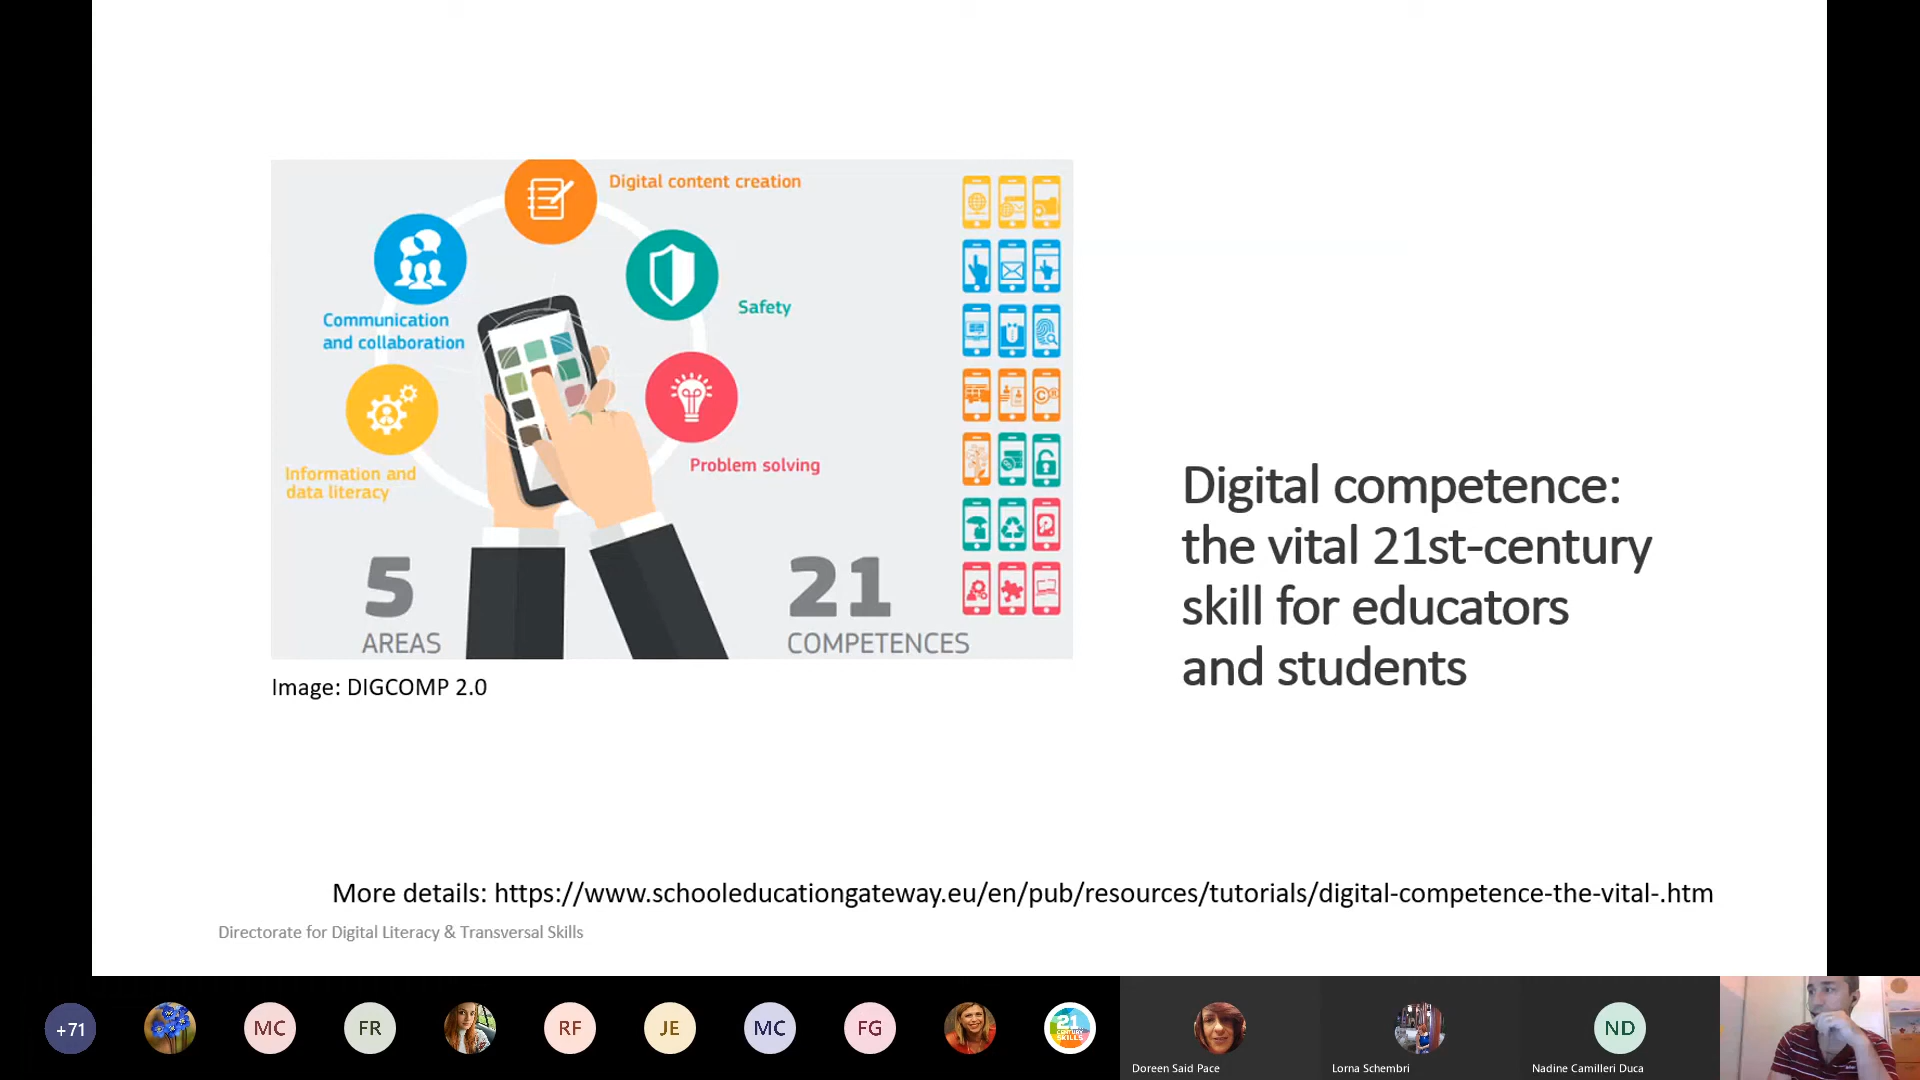 Digital content creation
Communication
and collaboration
Safety
Information and
data literacy
Problem solving
5
AREAS
21
COMPETENCES
Image: DIGCOMP 2.0
Digital competence:
the vital 21st-century
skill for educators
and students
More details: https://www.schooleducationgateway.eu/en/pub/resources/tutorials/digital-competence-the-vital-.htm
Directorate for Digital Literacy & Transversal Skills
+71
MC
FR
RF
JE
MC
FG
21
CENTURY
SKILLS
ND
Doreen Said Pace
Lorna Schembri
Nadine Camilleri Duca